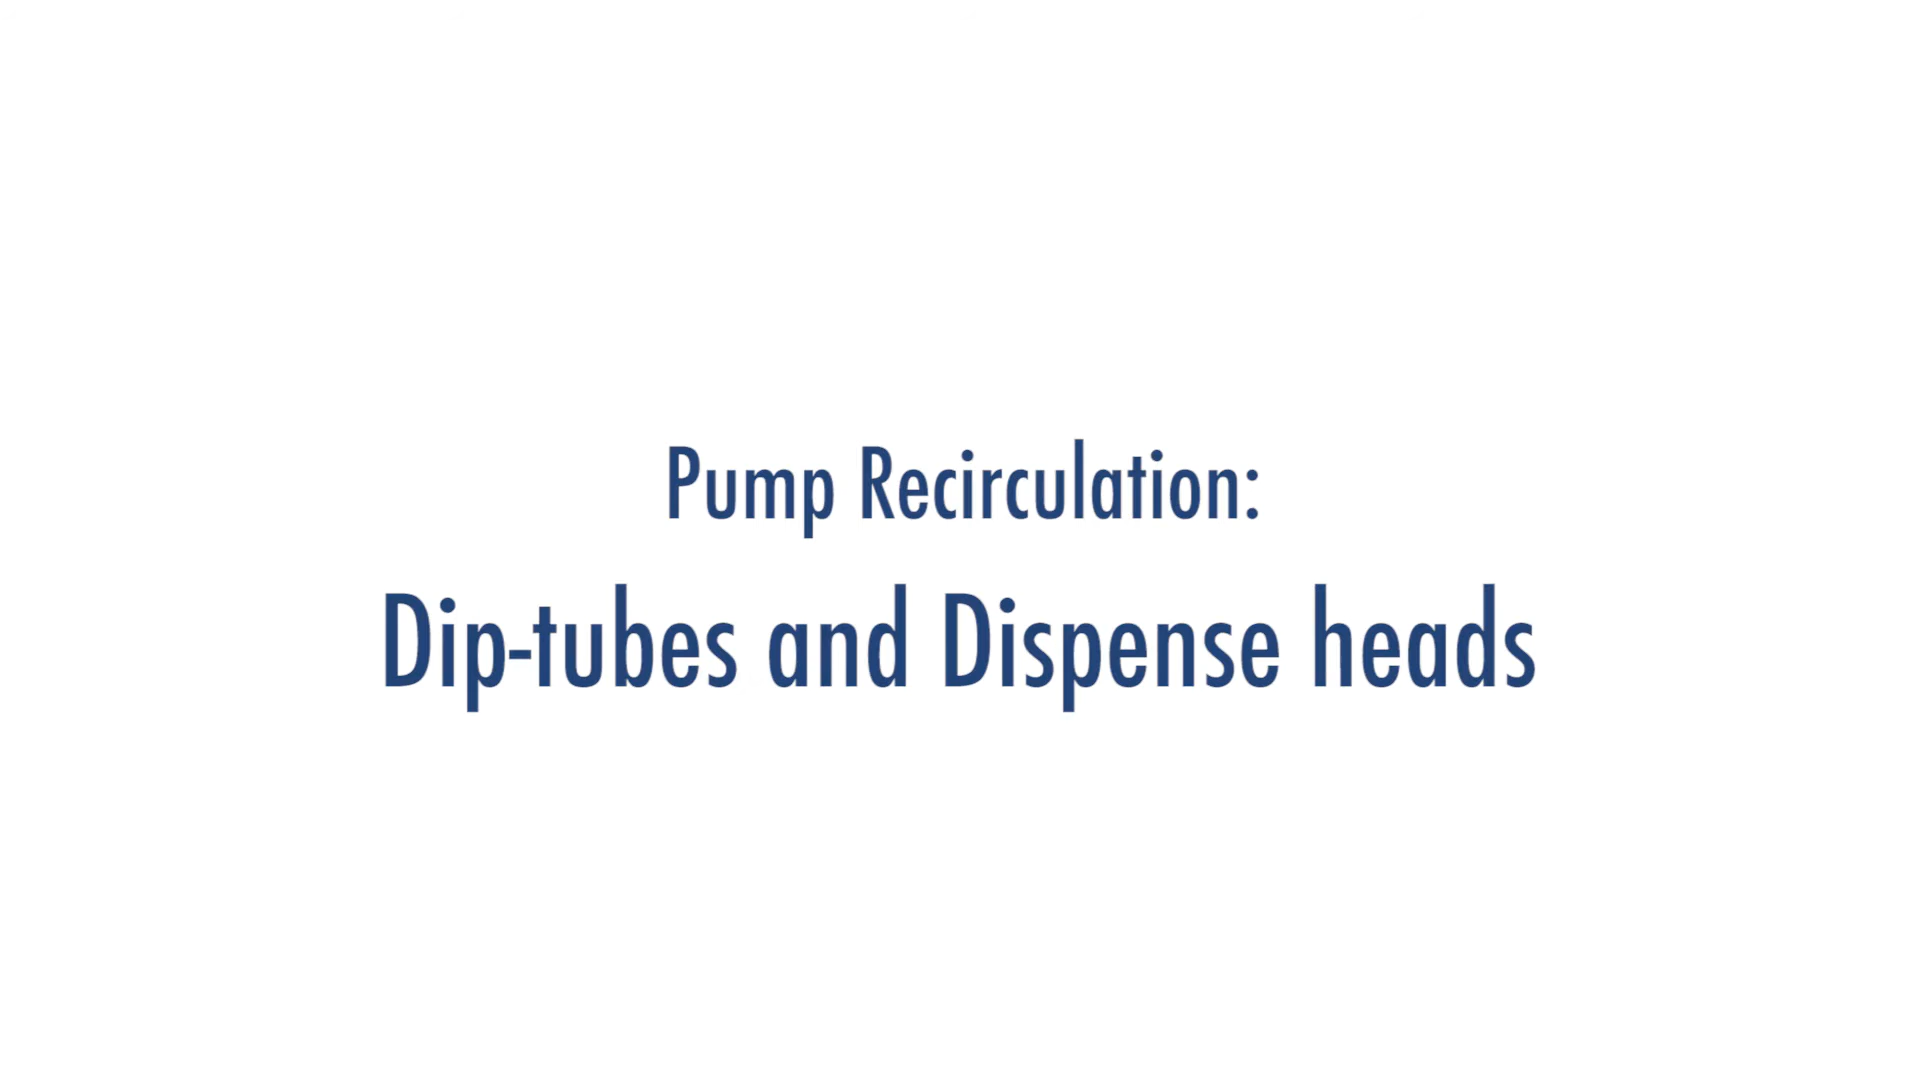 Pump Recirculation:
Dip-tubes and Dispense heads